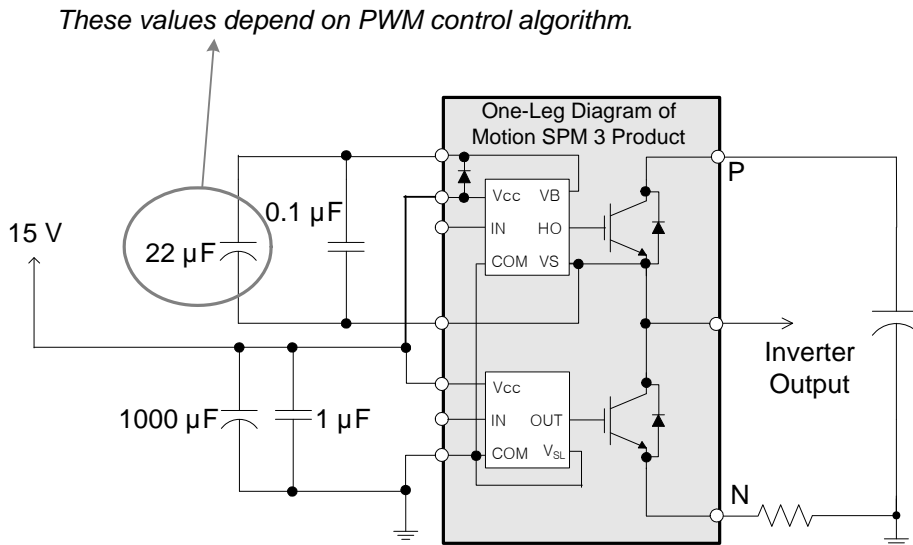 These values depend on PWM control algorithm.
One-Leg Diagram of
Motion SPM 3 Product
P
Vcc
VB
0.1 µF
15 V
IN
HO
22 µF
COM
VS
Inverter
Output
Vcc
1000 µF
1 µF
IN
OUT
COM
VSL
N